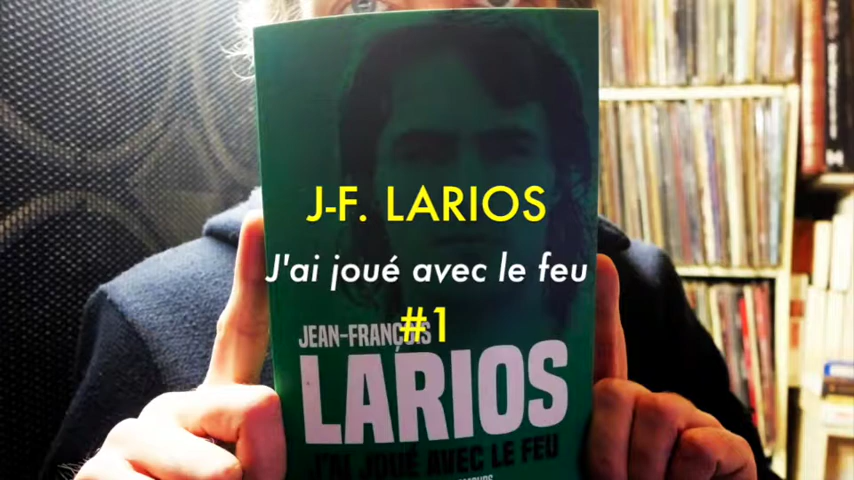 J-F. LARIOS
J'ai joué avec le feu
#1
JEAN-FRANÇOIS
LARIOS
J'AI JOUÉ AVEC LE FEU